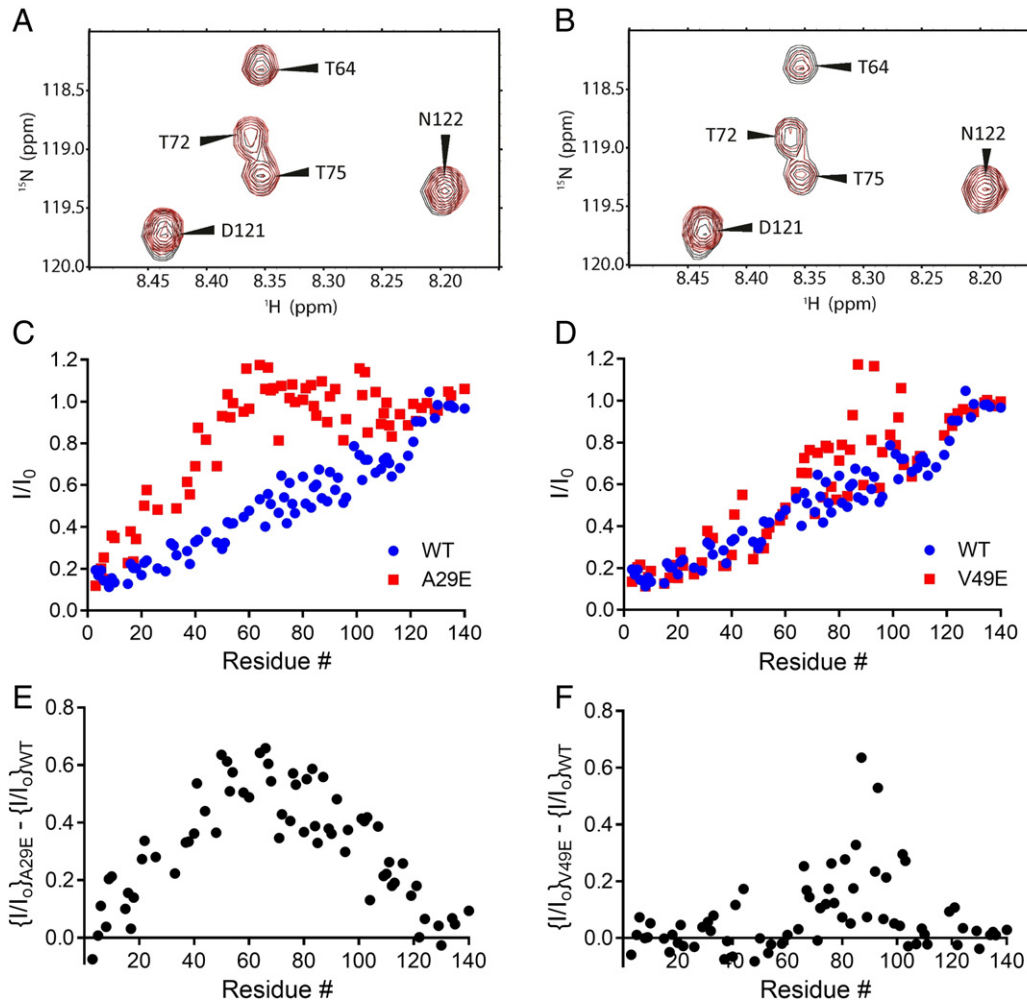 A
B
T64
T72
T75
N122
D121
118.5
119.0
119.5
120.0
¹⁵N (ppm)
8.45 8.40 8.35 8.30 8.25 8.20
¹H (ppm)
T64
T72
T75
N122
D121
118.5
119.0
119.5
120.0
¹⁵N (ppm)
8.45 8.40 8.35 8.30 8.25 8.20
¹H (ppm)
C
1.2
1.0
0.8
0.6
0.4
0.2
0.0
I/I₀
WT
A29E
0 20 40 60 80 100 120 140
Residue #
D
1.2
1.0
0.8
0.6
0.4
0.2
0.0
I/I₀
WT
V49E
0 20 40 60 80 100 120 140
Residue #
E
0.8
0.6
0.4
0.2
0.0
{I/I₀}A29E - {I/I₀}WT
20 40 60 80 100 120 140
Residue #
F
0.8
0.6
0.4
0.2
0.0
{I/I₀}V49E - {I/I₀}WT
20 40 60 80 100 120 140
Residue #